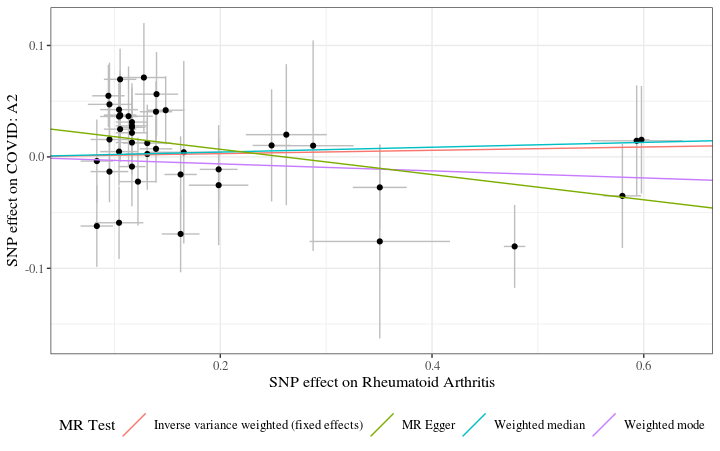 SNP effect on COVID: A2
0.1
0.0
-0.1
0.2 0.4 0.6
SNP effect on Rheumatoid Arthritis
MR Test Inverse variance weighted (fixed effects) MR Egger Weighted median Weighted mode